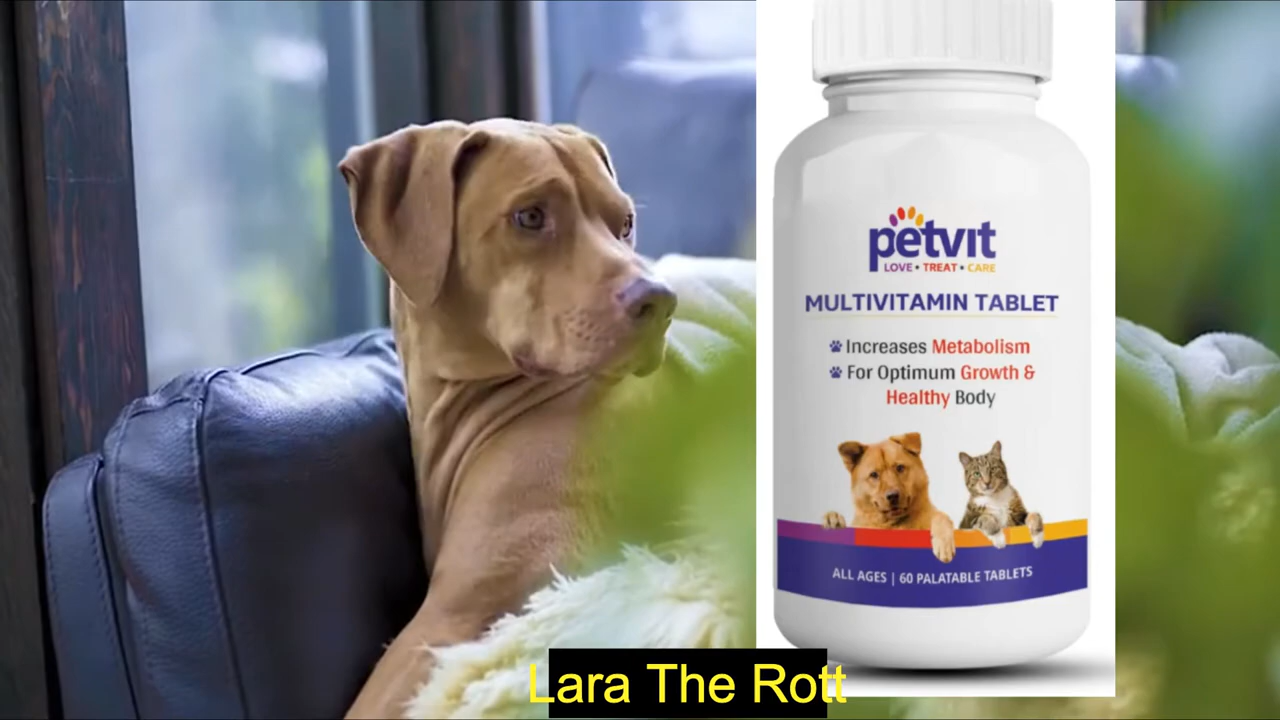 petvit
LOVE • TREAT • CARE
MULTIVITAMIN TABLET
Increases Metabolism
For Optimum Growth &
Healthy Body
ALL AGES | 60 PALATABLE TABLETS
Lara The Rott